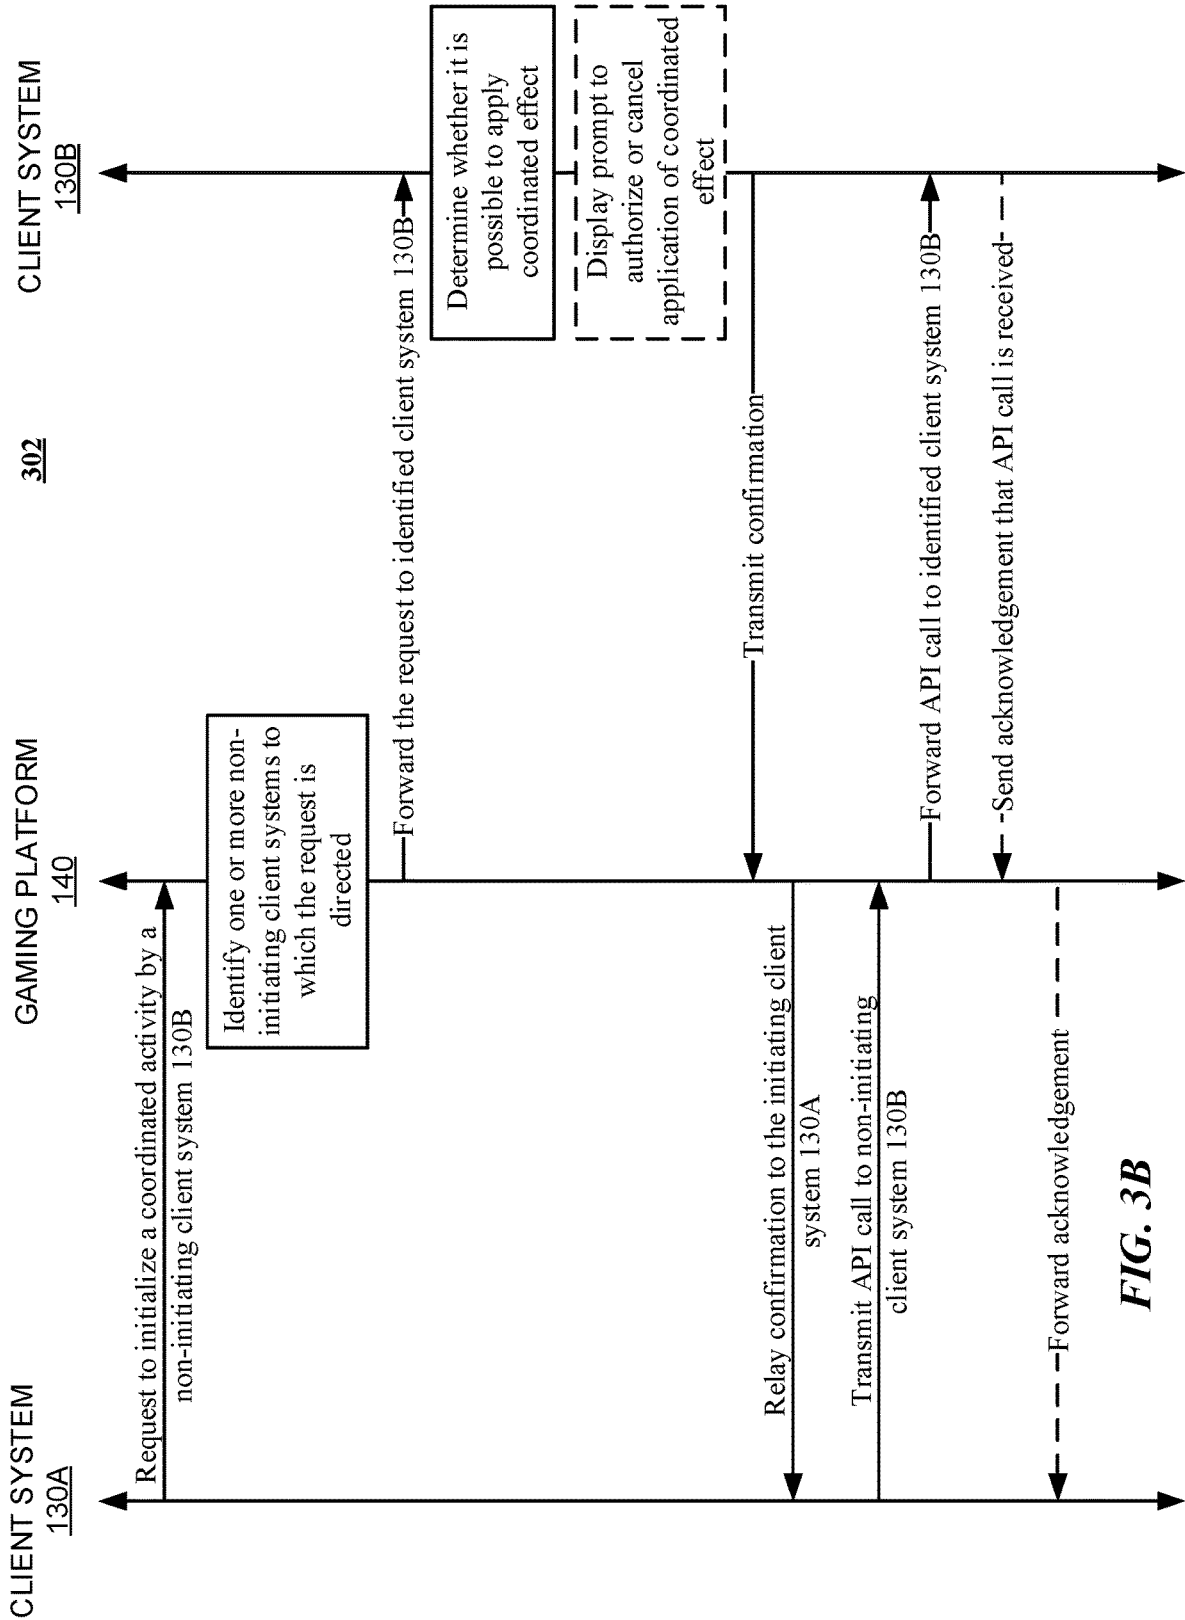 302
CLIENT SYSTEM
130A
GAMING PLATFORM
140
CLIENT SYSTEM
130B
Request to initialize a coordinated activity by a
non-initiating client system 130B
Identify one or more non-
initiating client systems to
which the request is
directed
Forward the request to identified client system 130B
Determine whether it is
possible to apply
coordinated effect
Display prompt to
authorize or cancel
application of coordinated
effect
Transmit confirmation
Relay confirmation to the initiating client
system 130A
Transmit API call to non-initiating
client system 130B
Forward API call to identified client system 130B
Send acknowledgement that API call is received
Forward acknowledgement
FIG. 3B